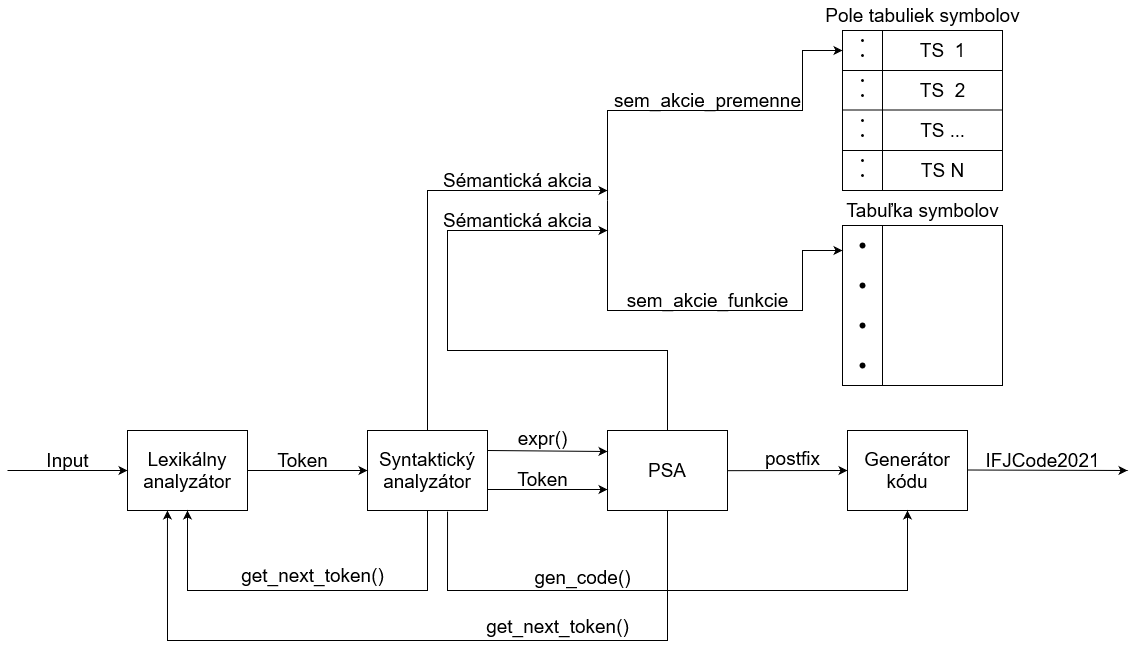 Pole tabuliek symbolov
TS 1
sem_akcie_premenne
TS 2
TS ...
TS N
Sémantická akcia
Tabuľka symbolov
Sémantická akcia
sem_akcie_funkcie
expr()
Input
Lexikálny
analyzátor
Token
Syntaktický
analyzátor
Token
PSA
postfix
Generátor
kódu
IFJCode2021
get_next_token()
gen_code()
get_next_token()